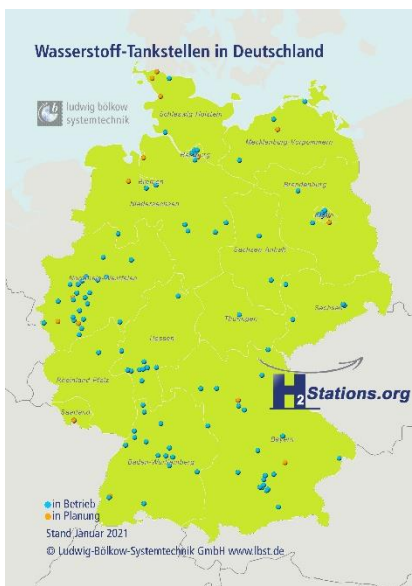 Wasserstoff-Tankstellen in Deutschland
ludwig bölkow
systemtechnik
Schleswig-Holstein
Mecklenburg-Vorpommern
Hamburg
Bremen
Brandenburg
Niedersachsen
Berlin
Sachsen-Anhalt
Nordrhein-Westfalen
Sachsen
Thüringen
Hessen
Rheinland-Pfalz
H2Stations.org
Saarland
Bayern
Baden-Württemberg
in Betrieb
in Planung
Stand Januar 2021
© Ludwig-Bölkow-Systemtechnik GmbH www.lbst.de